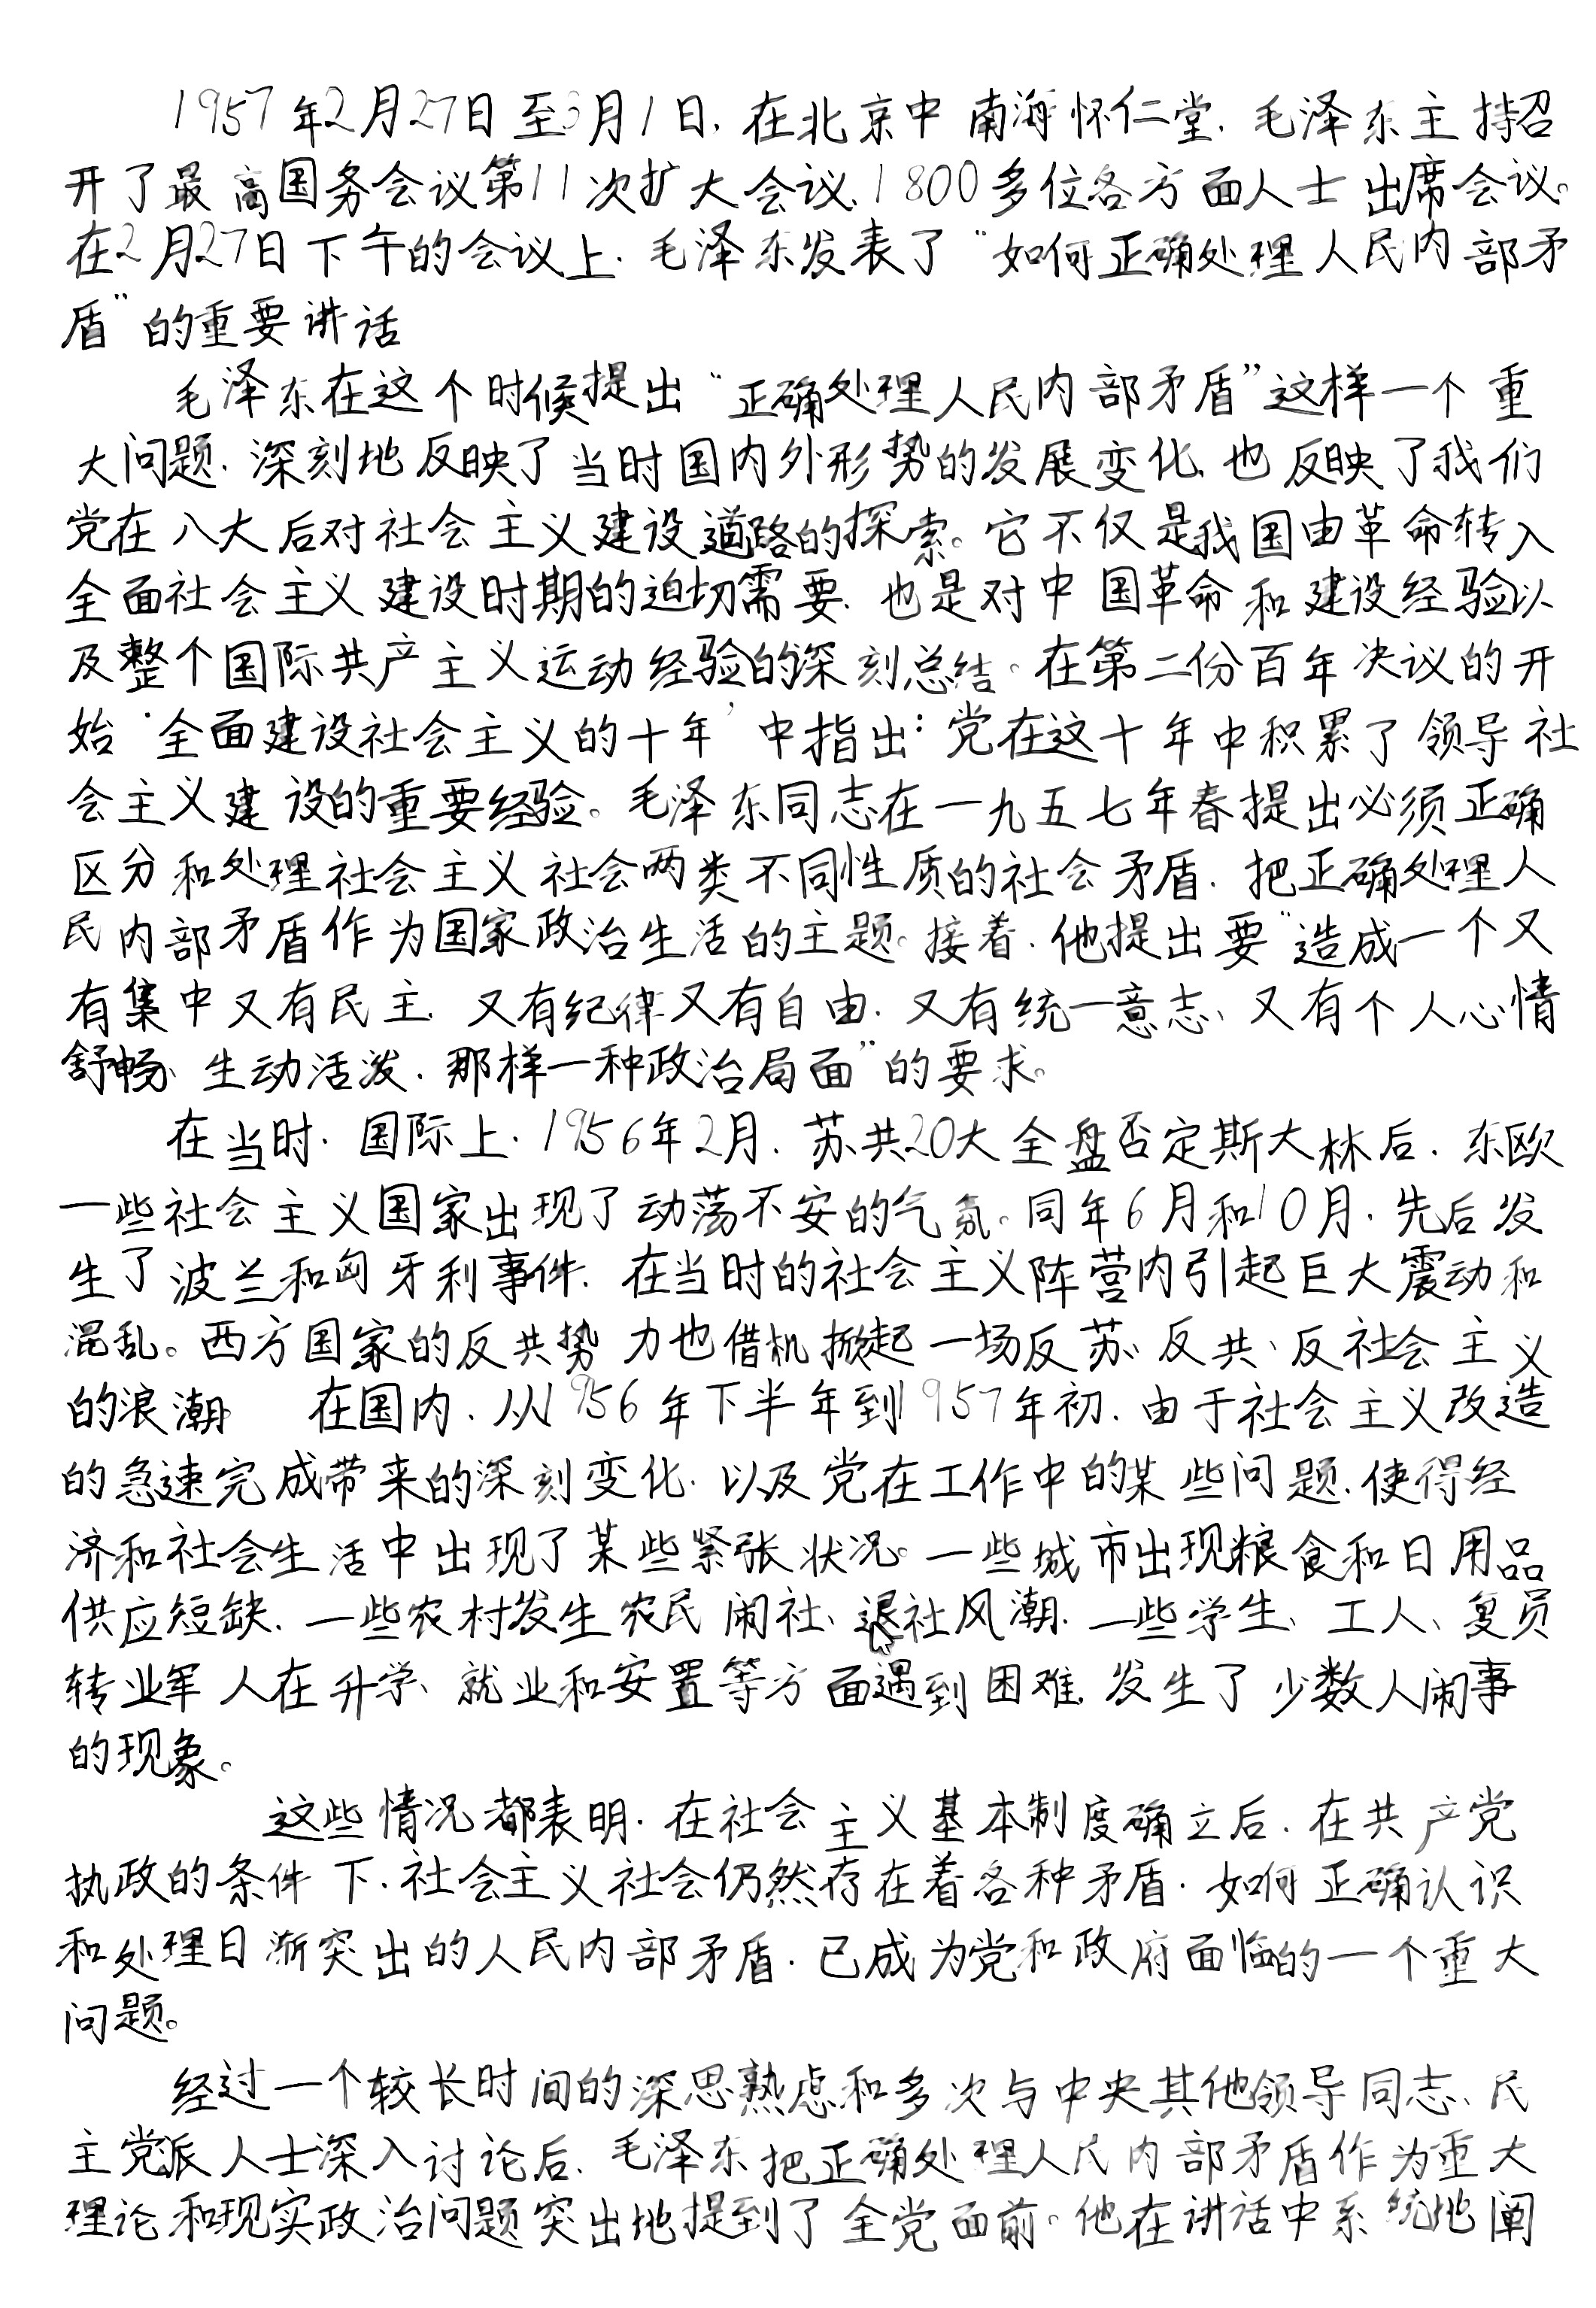 1957年2月27日至3月1日,在北京中南海怀仁堂,毛泽东主持召
开了最高国务会议第11次扩大会议,1800多位各方面人士出席会议。
在2月27日下午的会议上,毛泽东发表了“如何正确处理人民内部矛
盾”的重要讲话
毛泽东在这个时候提出“正确处理人民内部矛盾”这样一个重
大问题,深刻地反映了当时国内外形势的发展变化,也反映了我们
党在八大后对社会主义建设道路的探索。它不仅是我国由革命转入
全面社会主义建设时期的迫切需要,也是对中国革命和建设经验以
及整个国际共产主义运动经验的深刻总结。在第二份百年决议的开
始‘全面建设社会主义的十年’中指出:党在这十年中积累了领导社
会主义建设的重要经验。毛泽东同志在一九五七年春提出必须正确
区分和处理社会主义社会两类不同性质的社会矛盾,把正确处理人
民内部矛盾作为国家政治生活的主题。接着,他提出要“造成一个又
有集中又有民主,又有纪律又有自由,又有统一意志、又有个人心情
舒畅、生动活泼,那样一种政治局面”的要求。
在当时,国际上,1956年2月,苏共20大全盘否定斯大林后,东欧
一些社会主义国家出现了动荡不安的气氛。同年6月和10月,先后发
生了波兰和匈牙利事件,在当时的社会主义阵营内引起巨大震动和
混乱。西方国家的反共势力也借机掀起一场反苏、反共、反社会主义
的浪潮 在国内,从1956年下半年到1957年初,由于社会主义改造
的急速完成带来的深刻变化,以及党在工作中的某些问题,使得经
济和社会生活中出现了某些紧张状况。一些城市出现粮食和日用品
供应短缺,一些农村发生农民闹社、退社风潮,一些学生、工人、复员
转业军人在升学、就业和安置等方面遇到困难,发生了少数人闹事
的现象。
这些情况都表明,在社会主义基本制度确立后,在共产党
执政的条件下,社会主义社会仍然存在着各种矛盾,如何正确认识
和处理日渐突出的人民内部矛盾,已成为党和政府面临的一个重大
问题。
经过一个较长时间的深思熟虑和多次与中央其他领导同志、民
主党派人士深入讨论后,毛泽东把正确处理人民内部矛盾作为重大
理论和现实政治问题突出地提到了全党面前。他在讲话中系统地阐